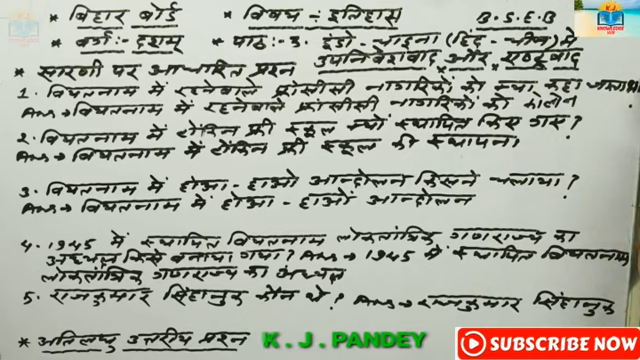 * बिहार बोर्ड * विषय :- इतिहास B.S.E.B
* वर्ग:- दशम् * पाठ:- 3. इंडो-चाइना (हिंद-चीन) में
उपनिवेशवाद और राष्ट्रवाद
* सारणी पर आधारित प्रश्न
1. वियतनाम में रहनेवाले फ्रांसीसी नागरिकों को क्या कहा जाता था
Ans → वियतनाम में रहनेवाले फ्रांसीसी नागरिकों को कोलोन
2. वियतनाम में टोंकिन फ्री स्कूल क्यों स्थापित किए गए?
Ans → वियतनाम में टोंकिन फ्री स्कूल की स्थापना
3. वियतनाम में होआ-हाओ आन्दोलन किसने चलाया?
Ans → वियतनाम में होआ-हाओं आन्दोलन
4. 1945 में स्थापित वियतनाम लोकतांत्रिक गणराज्य का
अध्यक्ष किसे बनाया गया? Ans → 1945 में स्थापित वियतनाम
लोकतांत्रिक गणराज्य का अध्यक्ष
5. राजकुमार सिंहानुक कौन थे? Ans → राजकुमार सिंहानुक
* अतिलघु उत्तरीय प्रश्न K. J. PANDEY
SUBSCRIBE NOW